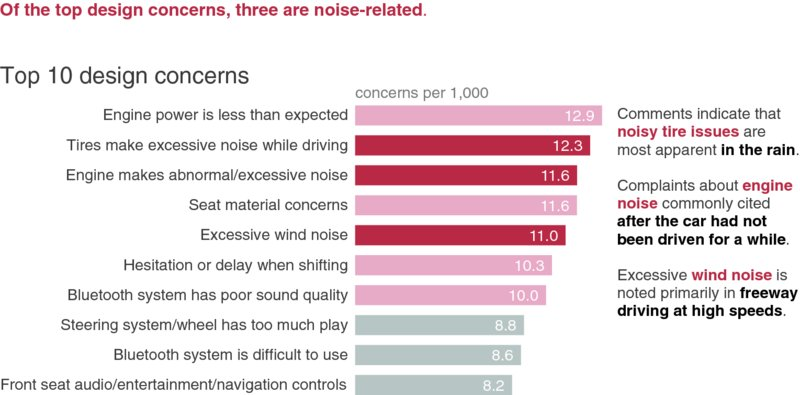 Of the top design concerns, three are noise-related.
Top 10 design concerns
concerns per 1,000
Engine power is less than expected 12.9
Tires make excessive noise while driving 12.3
Engine makes abnormal/excessive noise 11.6
Seat material concerns 11.6
Excessive wind noise 11.0
Hesitation or delay when shifting 10.3
Bluetooth system has poor sound quality 10.0
Steering system/wheel has too much play 8.8
Bluetooth system is difficult to use 8.6
Front seat audio/entertainment/navigation controls 8.2
Comments indicate that
noisy tire issues are
most apparent in the rain.
Complaints about engine
noise commonly cited
after the car had not
been driven for a while.
Excessive wind noise is
noted primarily in freeway
driving at high speeds.